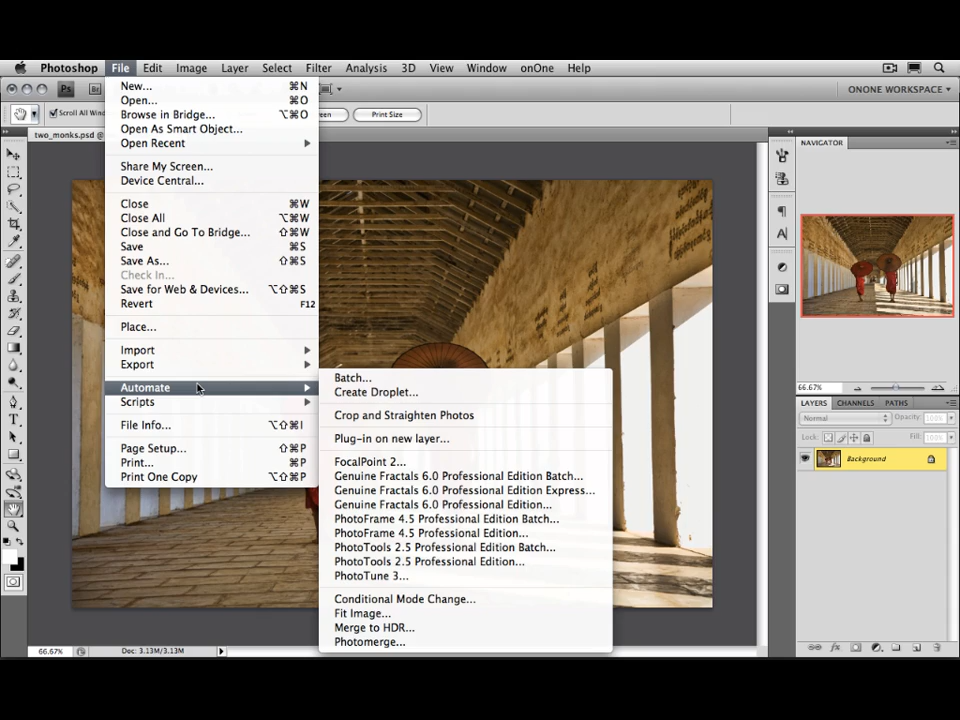 Photoshop File Edit Image Layer Select Filter Analysis 3D View Window onOne Help
Ps Br ONONE WORKSPACE
Scroll All Wind Print Size
two_monks.psd @
New... ⌘N
Open... ⌘O
Browse in Bridge... ⌥⌘O
Open As Smart Object...
Open Recent
Share My Screen...
Device Central...
Close ⌘W
Close All ⌥⌘W
Close and Go To Bridge... ⇧⌘W
Save ⌘S
Save As... ⇧⌘S
Check In...
Save for Web & Devices... ⌥⇧⌘S
Revert F12
Place...
Import
Export
Automate
Scripts
File Info... ⌥⇧⌘I
Page Setup... ⇧⌘P
Print... ⌘P
Print One Copy ⌥⇧⌘P
Batch...
Create Droplet...
Crop and Straighten Photos
Plug-in on new layer...
FocalPoint 2...
Genuine Fractals 6.0 Professional Edition Batch...
Genuine Fractals 6.0 Professional Edition Express...
Genuine Fractals 6.0 Professional Edition...
PhotoFrame 4.5 Professional Edition Batch...
PhotoFrame 4.5 Professional Edition...
PhotoTools 2.5 Professional Edition Batch...
PhotoTools 2.5 Professional Edition...
PhotoTune 3...
Conditional Mode Change...
Fit Image...
Merge to HDR...
Photomerge...
NAVIGATOR
66.67%
LAYERS CHANNELS PATHS
Normal Opacity: 100%
Lock: Fill: 100%
Background
66.67% Doc: 3.13M/3.13M